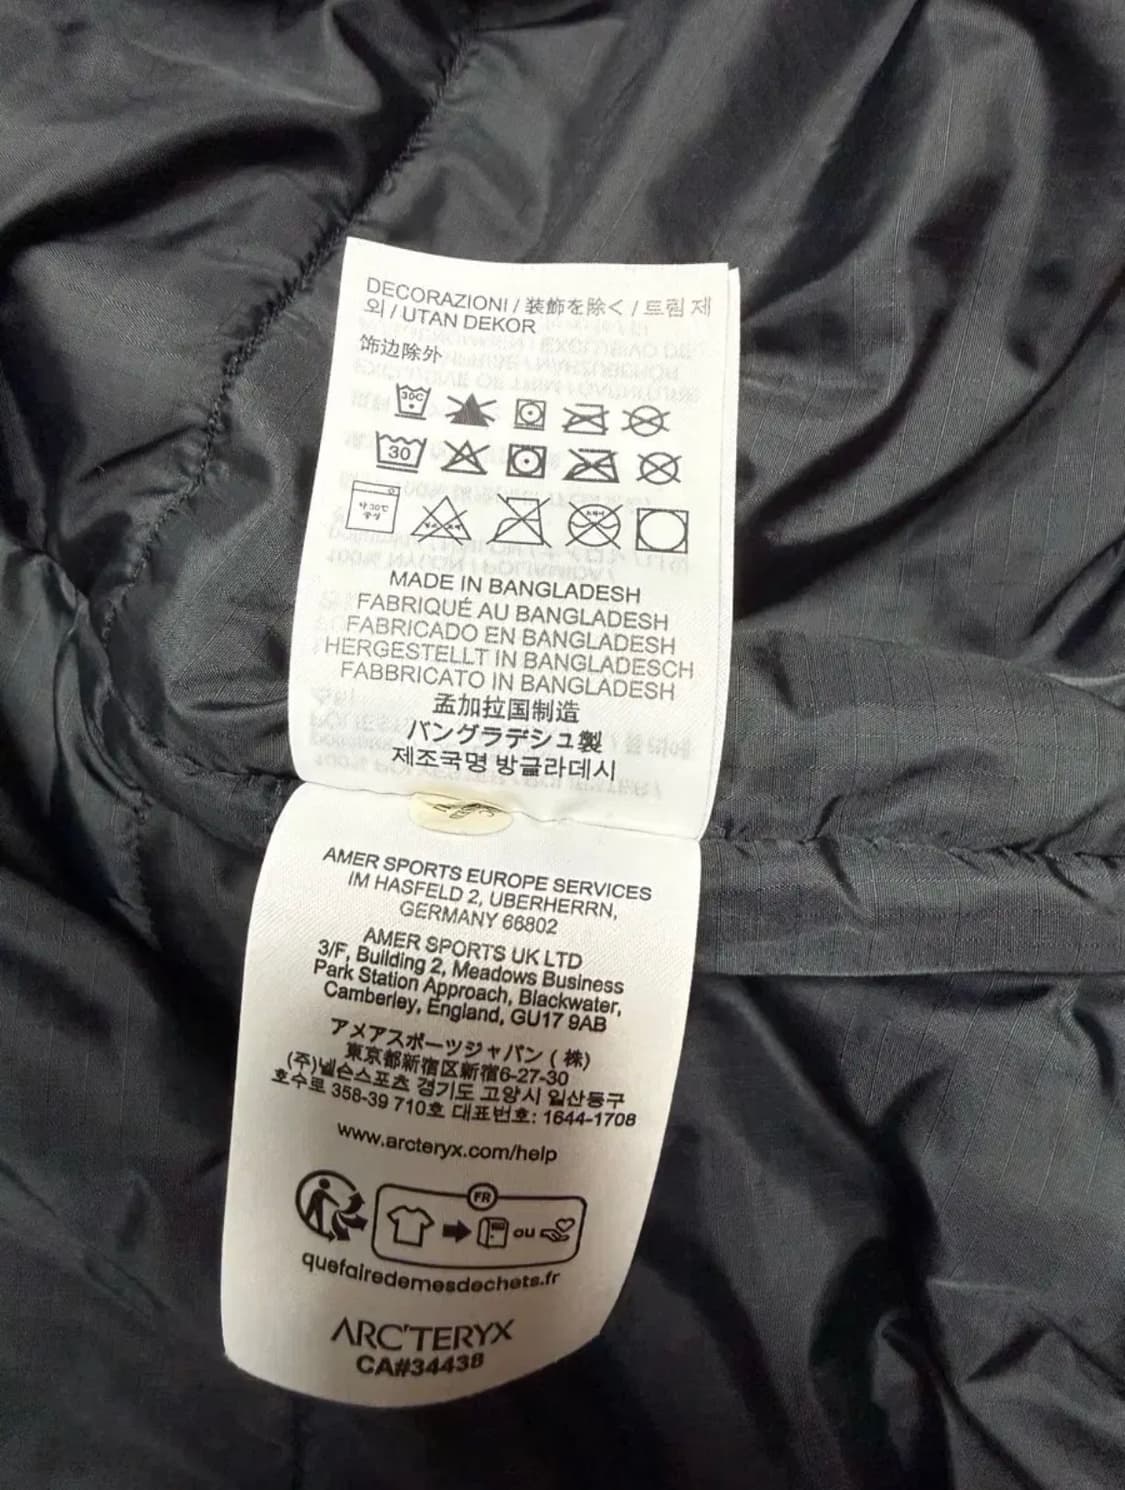 DECORAZIONI / 装飾を除く / 트림 제
외 / UTAN DEKOR
饰边除外
30C
30
MADE IN BANGLADESH
FABRIQUÉ AU BANGLADESH
FABRICADO EN BANGLADESH
HERGESTELLT IN BANGLADESCH
FABBRICATO IN BANGLADESH
孟加拉国制造
バングラデシュ製
제조국명 방글라데시
AMER SPORTS EUROPE SERVICES
IM HASFELD 2, UBERHERRN,
GERMANY 66802
AMER SPORTS UK LTD
3/F, Building 2, Meadows Business
Park Station Approach, Blackwater,
Camberley, England, GU17 9AB
アメアスポーツジャパン ( 株)
東京都新宿区新宿6-27-30
(주)넬슨스포츠 경기도 고양시 일산동구
호수로 358-39 710호 대표번호: 1644-1708
www.arcteryx.com/help
FR
ou
quefairedemesdechets.fr
ARC'TERYX
CA#34438